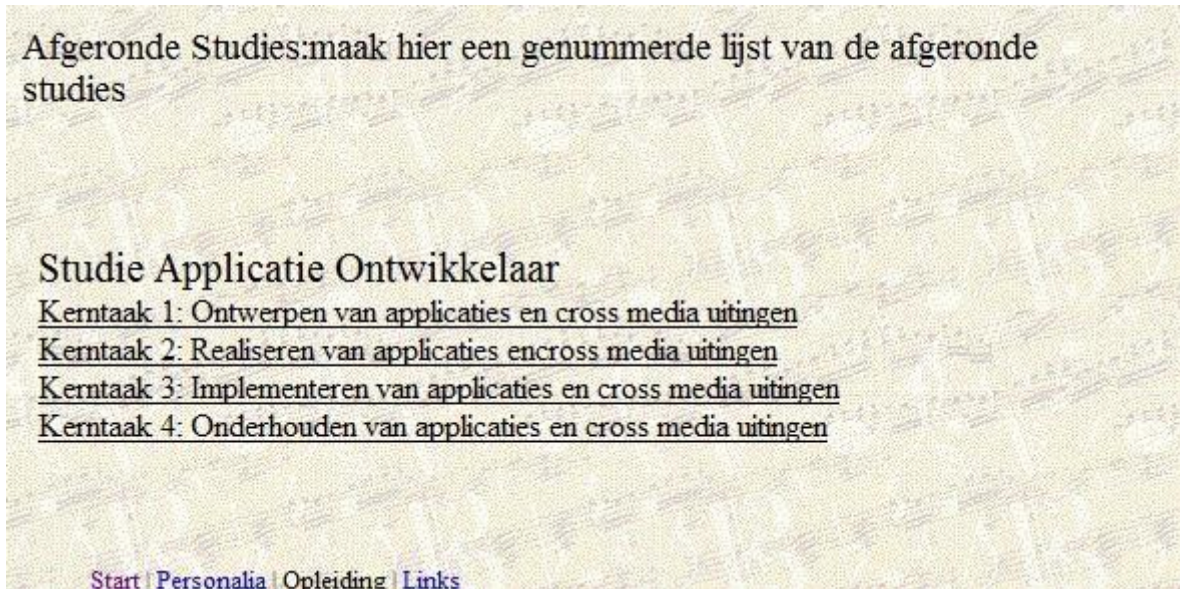 Afgeronde Studies:maak hier een genummerde lijst van de afgeronde
studies
Studie Applicatie Ontwikkelaar
Kerntaak 1: Ontwerpen van applicaties en cross media uitingen
Kerntaak 2: Realiseren van applicaties encross media uitingen
Kerntaak 3: Implementeren van applicaties en cross media uitingen
Kerntaak 4: Onderhouden van applicaties en cross media uitingen
Start | Personalia | Opleiding | Links